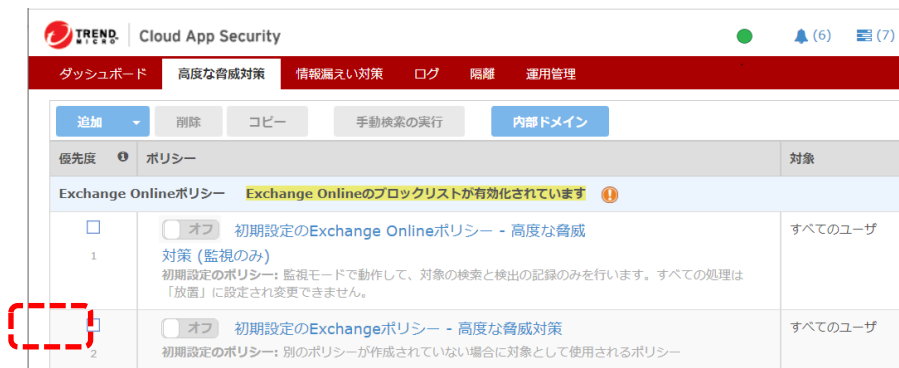 TREND MICRO Cloud App Security (6) (7)
ダッシュボード 高度な脅威対策 情報漏えい対策 ログ 隔離 運用管理
追加 削除 コピー 手動検索の実行 内部ドメイン
優先度 ポリシー 対象
Exchange Onlineポリシー Exchange Onlineのブロックリストが有効化されています
オフ 初期設定のExchange Onlineポリシー - 高度な脅威 すべてのユーザ
1 対策 (監視のみ)
初期設定のポリシー: 監視モードで動作して、対象の検索と検出の記録のみを行います。すべての処理は
「放置」に設定され変更できません。
オフ 初期設定のExchangeポリシー - 高度な脅威対策 すべてのユーザ
2 初期設定のポリシー: 別のポリシーが作成されていない場合に対象として使用されるポリシー